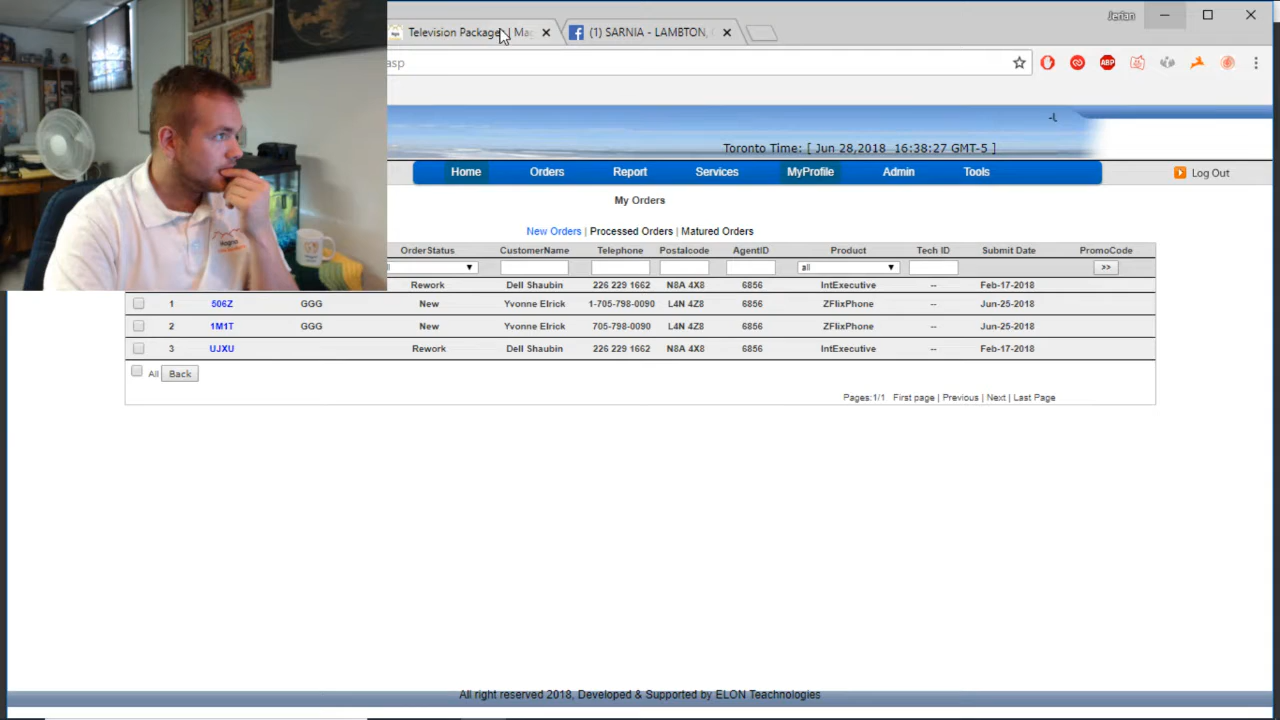 Television Package | Mag
(1) SARNIA - LAMBTON,
Jerian
asp
ABP
-(,
Toronto Time: [ Jun 28,2018 16:38:27 GMT-5 ]
Home Orders Report Services MyProfile Admin Tools Log Out
My Orders
New Orders | Processed Orders | Matured Orders
OrderStatus CustomerName Telephone Postalcode AgentID Product Tech ID Submit Date PromoCode
all >>
Rework Dell Shaubin 226 229 1662 N8A 4X8 6856 IntExecutive -- Feb-17-2018
1 506Z GGG New Yvonne Elrick 1-705-798-0090 L4N 4Z8 6856 ZFlixPhone -- Jun-25-2018
2 1M1T GGG New Yvonne Elrick 705-798-0090 L4N 4Z8 6856 ZFlixPhone -- Jun-25-2018
3 UJXU Rework Dell Shaubin 226 229 1662 N8A 4X8 6856 IntExecutive -- Feb-17-2018
All Back
Pages:1/1 First page | Previous | Next | Last Page
All right reserved 2018, Developed & Supported by ELON Teachnologies